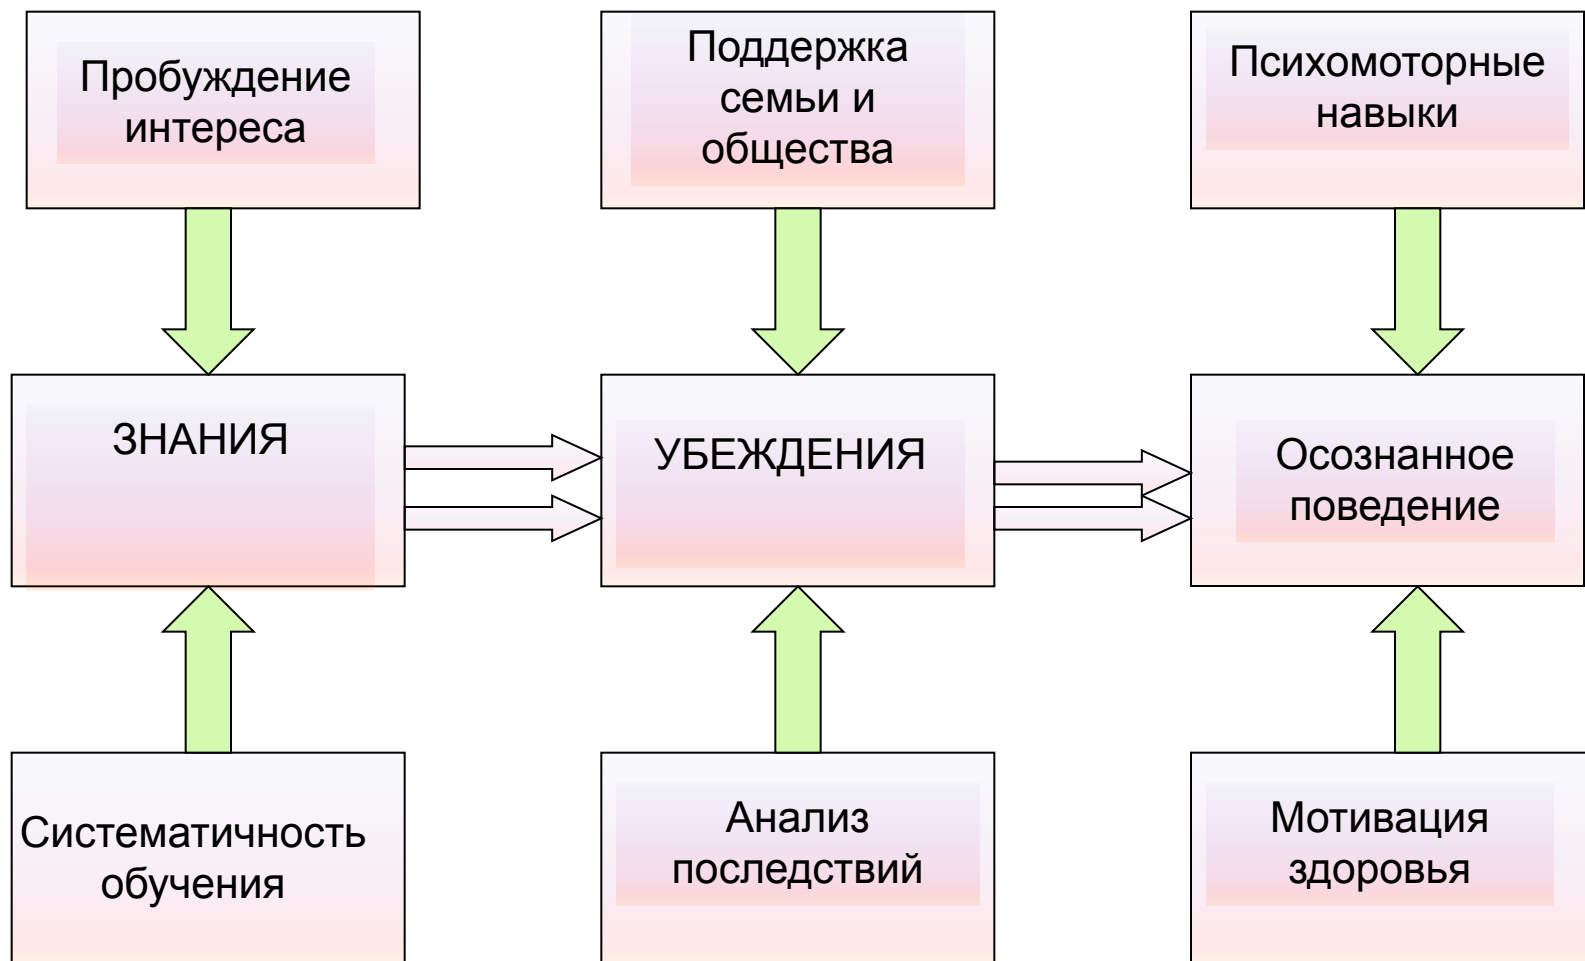 Пробуждение
интереса
Поддержка
семьи и
общества
Психомоторные
навыки
ЗНАНИЯ
УБЕЖДЕНИЯ
Осознанное
поведение
Систематичность
обучения
Анализ
последствий
Мотивация
здоровья